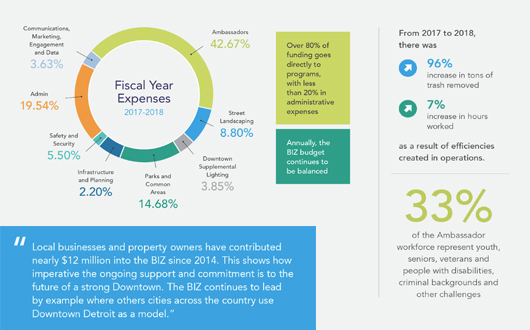 Communications,
Marketing,
Engagement
and Data
3.63%
Ambassadors
42.67%
Admin
19.54%
Fiscal Year
Expenses
2017-2018
Street
Landscaping
8.80%
Safety and
Security
5.50%
Infrastructure
and Planning
2.20%
Parks and
Common
Areas
14.68%
Downtown
Supplemental
Lighting
3.85%
Over 80% of
funding goes
directly to
programs,
with less
than 20% in
administrative
expenses
Annually, the
BIZ budget
continues to
be balanced
From 2017 to 2018,
there was
96%
increase in tons of
trash removed
7%
increase in hours
worked
as a result of efficiencies
created in operations.
33%
of the Ambassador
workforce represent youth,
seniors, veterans and
people with disabilities,
criminal backgrounds and
other challenges
“
Local businesses and property owners have contributed
nearly $12 million into the BIZ since 2014. This shows how
imperative the ongoing support and commitment is to the
future of a strong Downtown. The BIZ continues to lead
by example where others cities across the country use
Downtown Detroit as a model.”